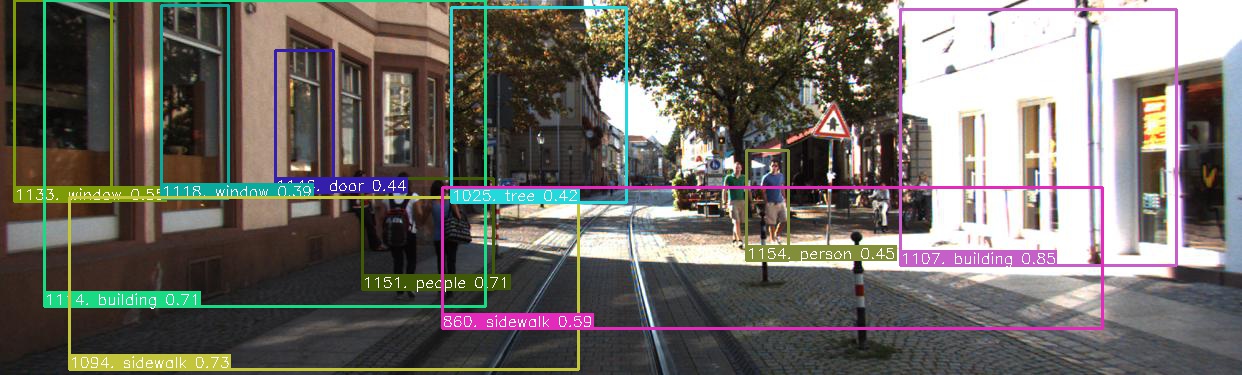 1133. window 0.55
1118. window 0.39
door 0.44
1025. tree 0.42
1154. person 0.45
1107. building 0.85
1151. people 0.71
building 0.71
860. sidewalk 0.59
1094. sidewalk 0.73